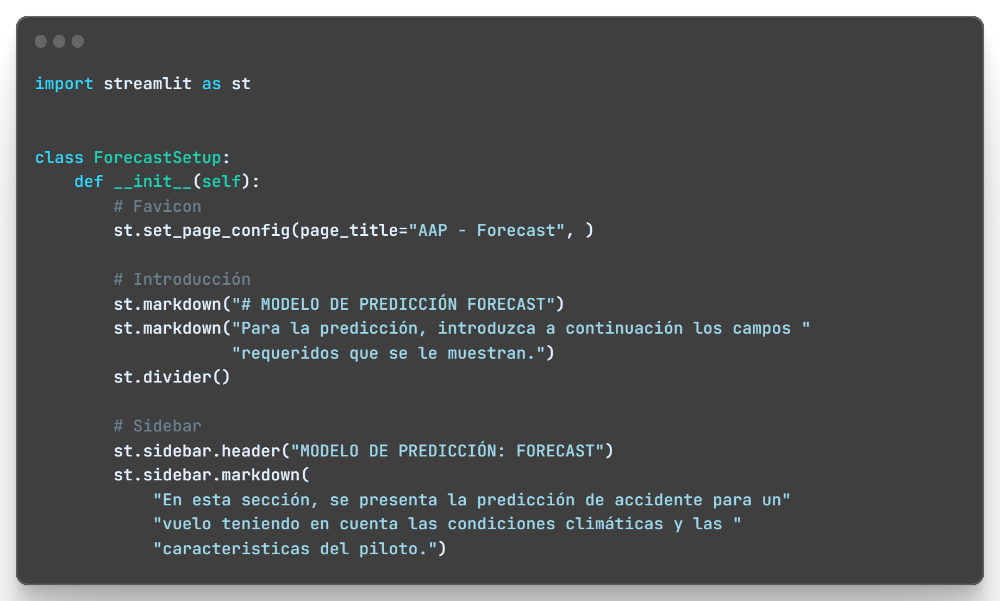 import streamlit as st
class ForecastSetup:
    def __init__(self):
        # Favicon
        st.set_page_config(page_title="AAP - Forecast", )
        # Introducción
        st.markdown("# MODELO DE PREDICCIÓN FORECAST")
        st.markdown("Para la predicción, introduzca a continuación los campos "
                    "requeridos que se le muestran.")
        st.divider()
        # Sidebar
        st.sidebar.header("MODELO DE PREDICCIÓN: FORECAST")
        st.sidebar.markdown(
            "En esta sección, se presenta la predicción de accidente para un"
            "vuelo teniendo en cuenta las condiciones climáticas y las "
            "caracteristicas del piloto.")